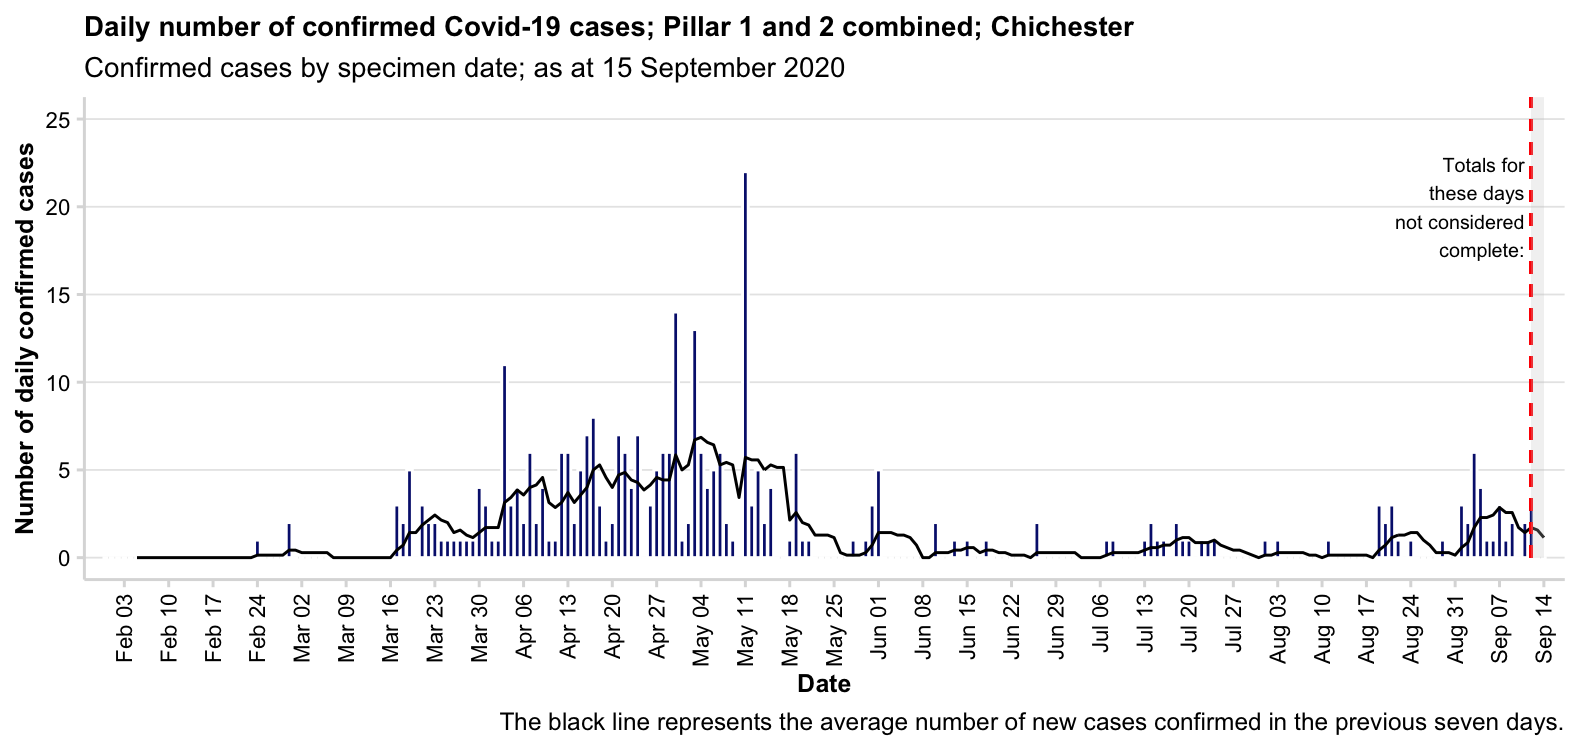 Daily number of confirmed Covid-19 cases; Pillar 1 and 2 combined; Chichester
Confirmed cases by specimen date; as at 15 September 2020
Number of daily confirmed cases
25
20
15
10
5
0
Totals for
these days
not considered
complete:
Feb 03
Feb 10
Feb 17
Feb 24
Mar 02
Mar 09
Mar 16
Mar 23
Mar 30
Apr 06
Apr 13
Apr 20
Apr 27
May 04
May 11
May 18
May 25
Jun 01
Jun 08
Jun 15
Jun 22
Jun 29
Jul 06
Jul 13
Jul 20
Jul 27
Aug 03
Aug 10
Aug 17
Aug 24
Aug 31
Sep 07
Sep 14
Date
The black line represents the average number of new cases confirmed in the previous seven days.